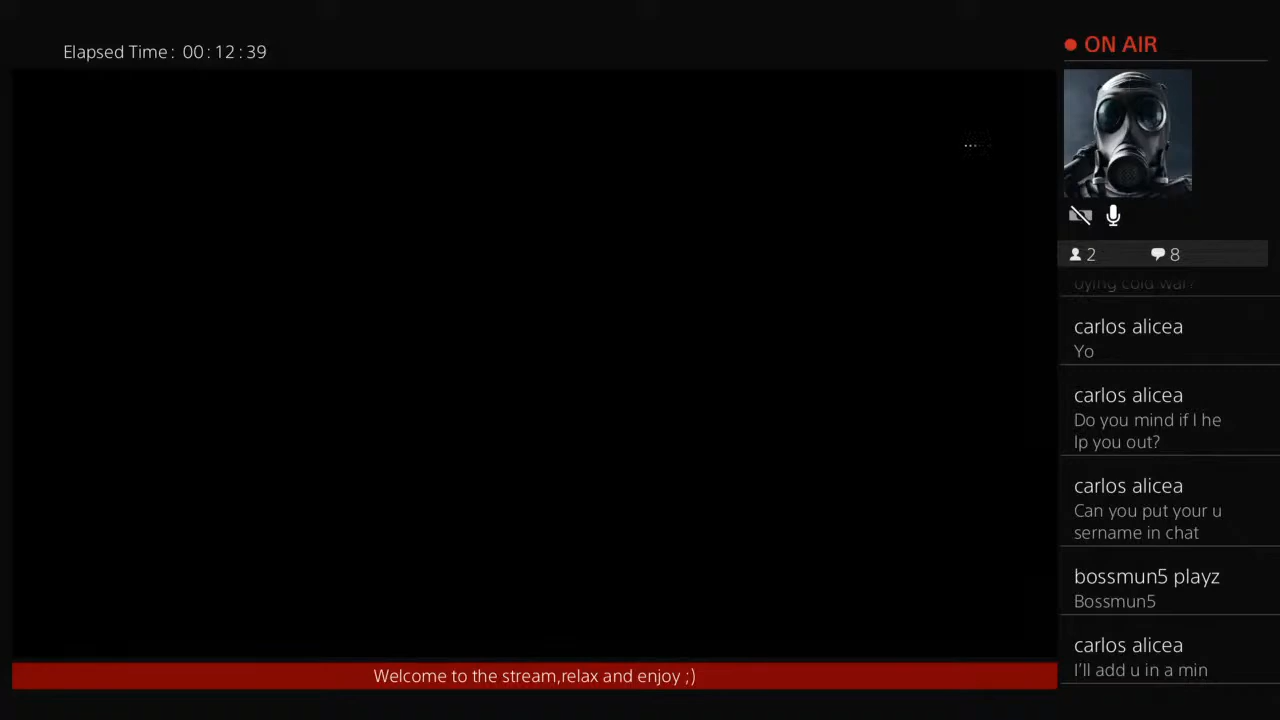 Elapsed Time: 00:12:39
ON AIR
2
8
cold war?
carlos alicea
Yo
carlos alicea
Do you mind if I he
lp you out?
carlos alicea
Can you put your u
sername in chat
bossmun5 playz
Bossmun5
carlos alicea
I'll add u in a min
Welcome to the stream,relax and enjoy ;)